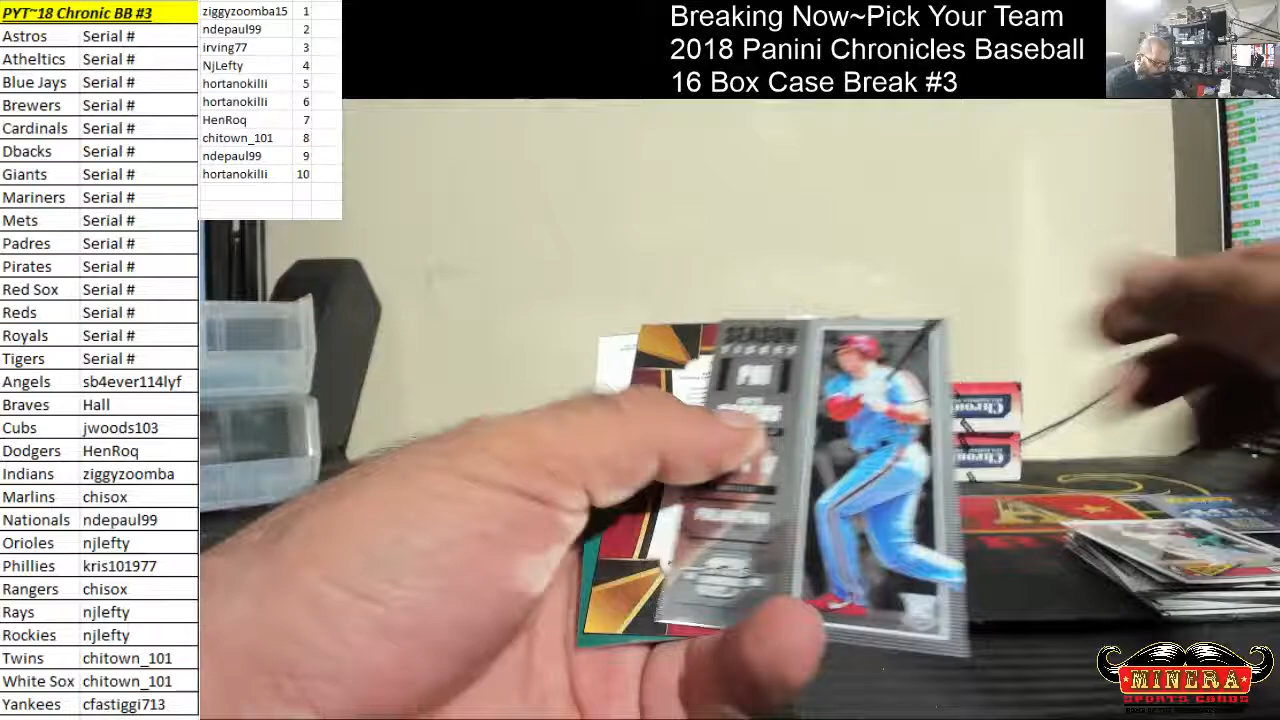 PYT~18 Chronic BB #3
Astros Serial #
Atheltics Serial #
Blue Jays Serial #
Brewers Serial #
Cardinals Serial #
Dbacks Serial #
Giants Serial #
Mariners Serial #
Mets Serial #
Padres Serial #
Pirates Serial #
Red Sox Serial #
Reds Serial #
Royals Serial #
Tigers Serial #
Angels sb4ever114lyf
Braves Hall
Cubs jwoods103
Dodgers HenRoq
Indians ziggyzoomba
Marlins chisox
Nationals ndepaul99
Orioles njlefty
Phillies kris101977
Rangers chisox
Rays njlefty
Rockies njlefty
Twins chitown_101
White Sox chitown_101
Yankees cfastiggi713
ziggyzoomba15 1
ndepaul99 2
irving77 3
NjLefty 4
hortanokilli 5
hortanokilli 6
HenRoq 7
chitown_101 8
ndepaul99 9
hortanokilli 10
Breaking Now~Pick Your Team
2018 Panini Chronicles Baseball
16 Box Case Break #3
SEASON
TICKET
Chron
Chron
MINERA
SPORTS CARDS